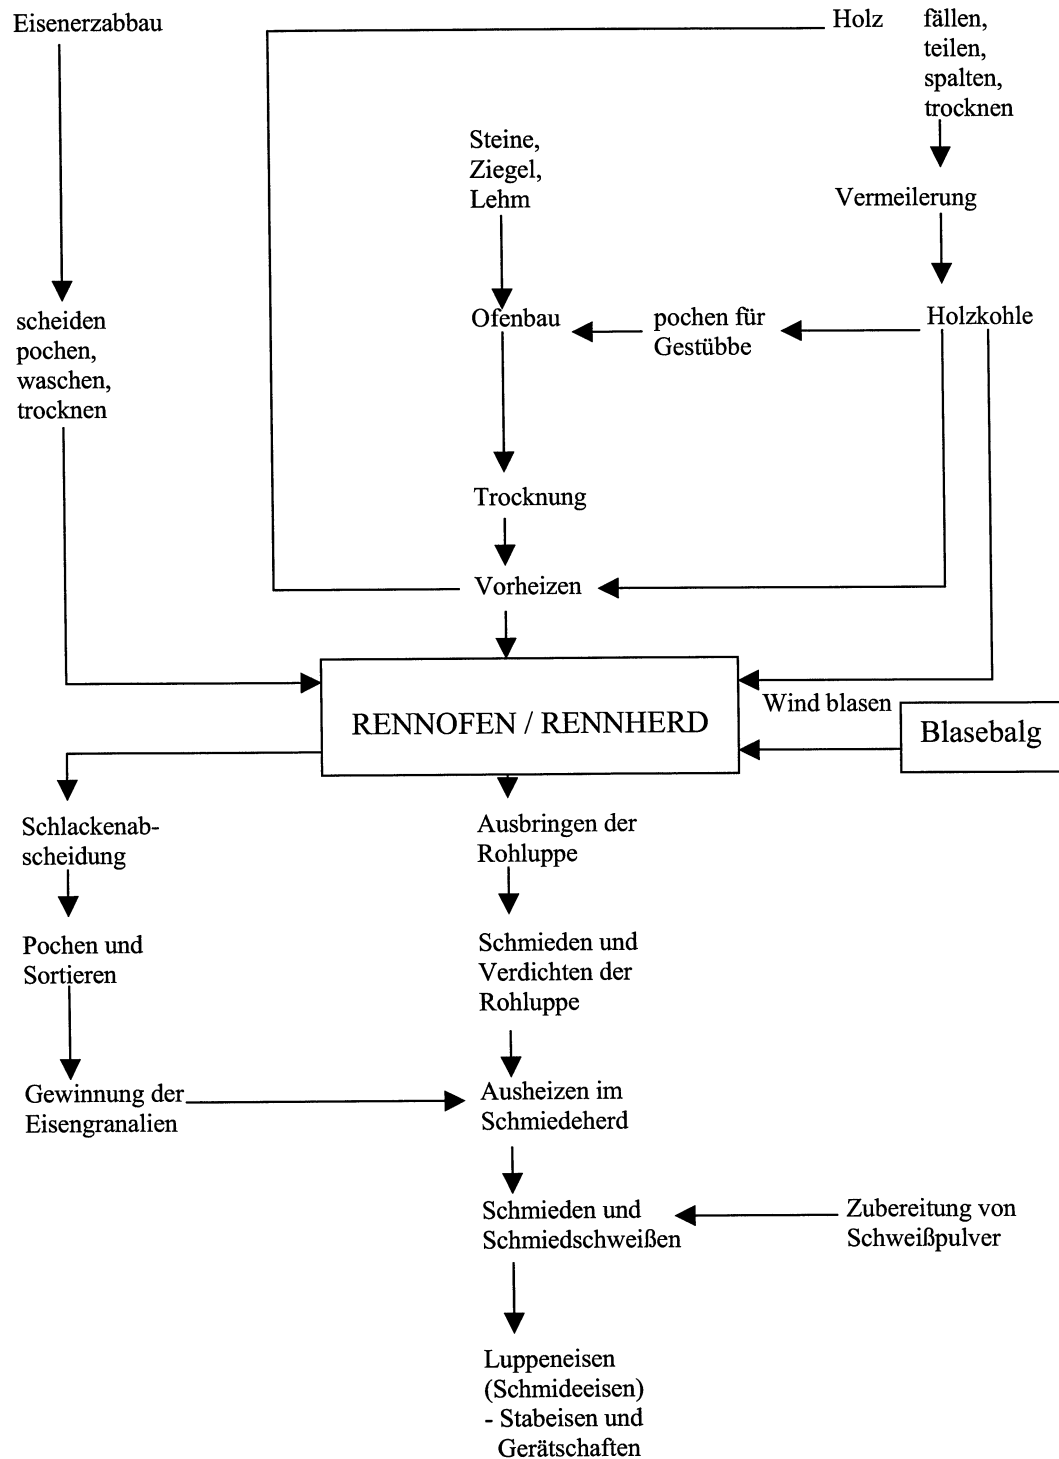 Eisenerzabbau
Holz
fällen,
teilen,
spalten,
trocknen
Steine,
Ziegel,
Lehm
Vermeilerung
scheiden
pochen,
waschen,
trocknen
Ofenbau
pochen für
Gestübbe
Holzkohle
Trocknung
Vorheizen
RENNOFEN / RENNHERD
Wind blasen
Blasebalg
Schlackenab-
scheidung
Ausbringen der
Rohluppe
Pochen und
Sortieren
Schmieden und
Verdichten der
Rohluppe
Gewinnung der
Eisengranalien
Ausheizen im
Schmiedeherd
Schmieden und
Schmiedschweißen
Zubereitung von
Schweißpulver
Luppeneisen
(Schmideeisen)
- Stabeisen und
Gerätschaften